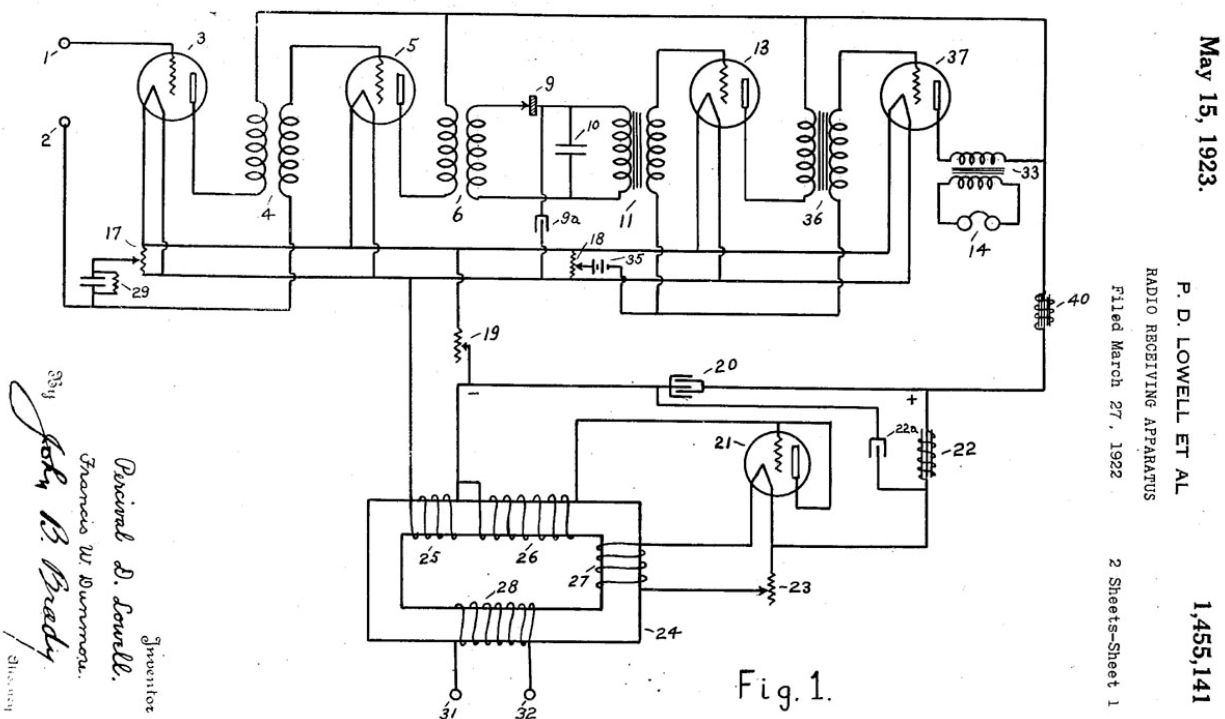 May 15, 1923.
1,455,141
P. D. LOWELL ET AL
RADIO RECEIVING APPARATUS
Filed March 27, 1922
2 Sheets-Sheet 1
1
2
3
4
5
6
9
9a
10
11
13
14
17
18
19
20
21
22
22a
23
24
25
26
27
28
29
31
32
33
35
36
37
40
-
+
Fig. 1.
Inventor
Percival D. Lowell.
Francis W. Dunmore.
By
John B. Brady